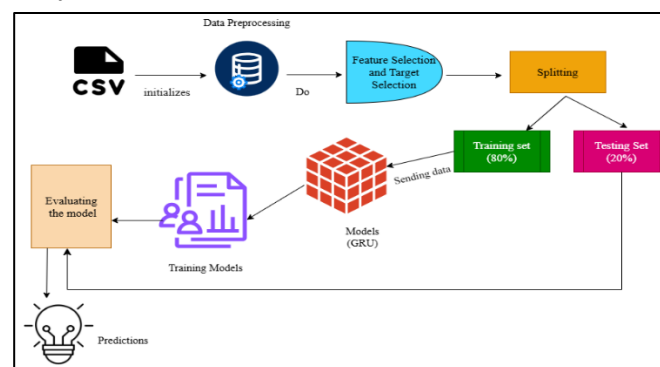 Data Preprocessing
CSV
initializes
Do
Feature Selection
and Target
Selection
Splitting
Training set
(80%)
Testing Set
(20%)
Sending data
Models
(GRU)
Training Models
Evaluating
the model
Predictions